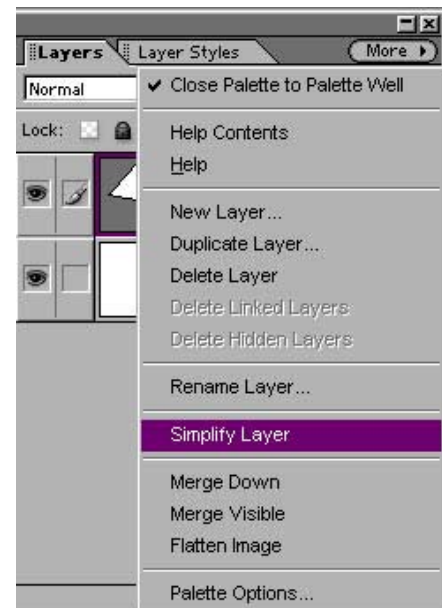 Layers Layer Styles More
Normal
Close Palette to Palette Well
Lock:
Help Contents
Help
New Layer...
Duplicate Layer...
Delete Layer
Delete Linked Layers
Delete Hidden Layers
Rename Layer...
Simplify Layer
Merge Down
Merge Visible
Flatten Image
Palette Options...